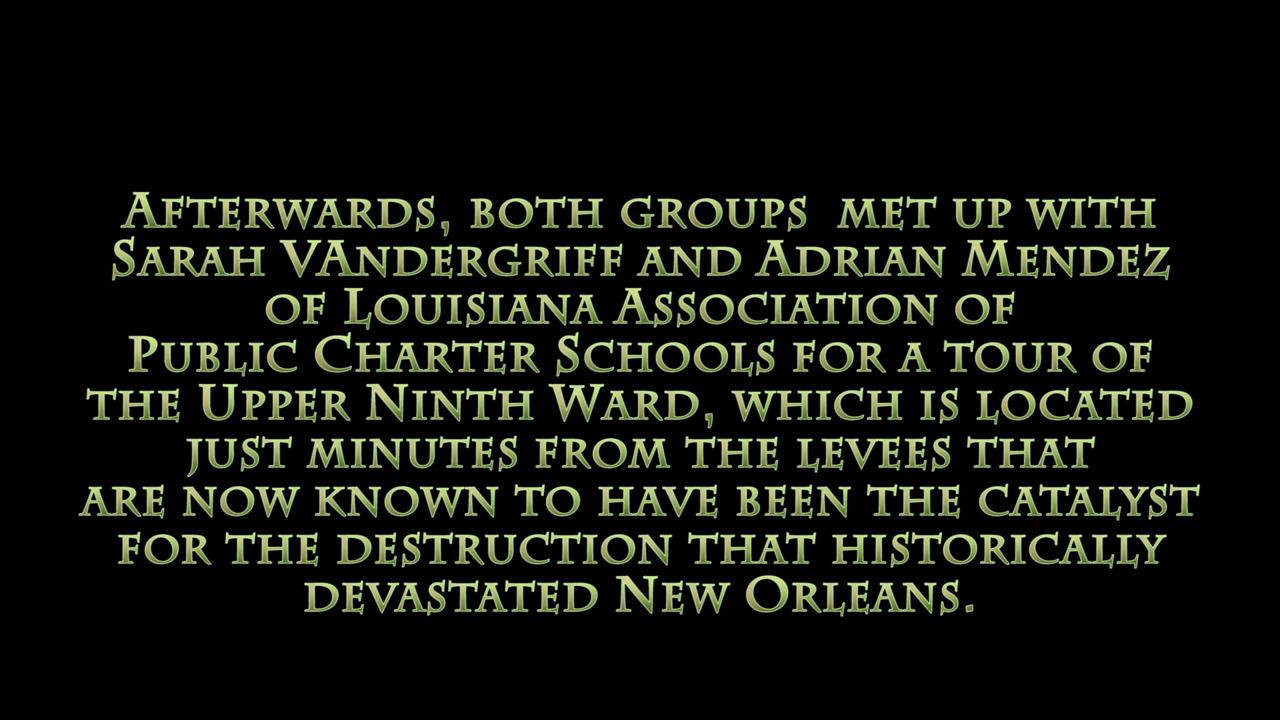 Afterwards, both groups  met up with
Sarah VAndergriff and Adrian Mendez
of Louisiana Association of
Public Charter Schools for a tour of
the Upper Ninth Ward, which is located
just minutes from the levees that
are now known to have been the catalyst
for the destruction that historically
devastated New Orleans.